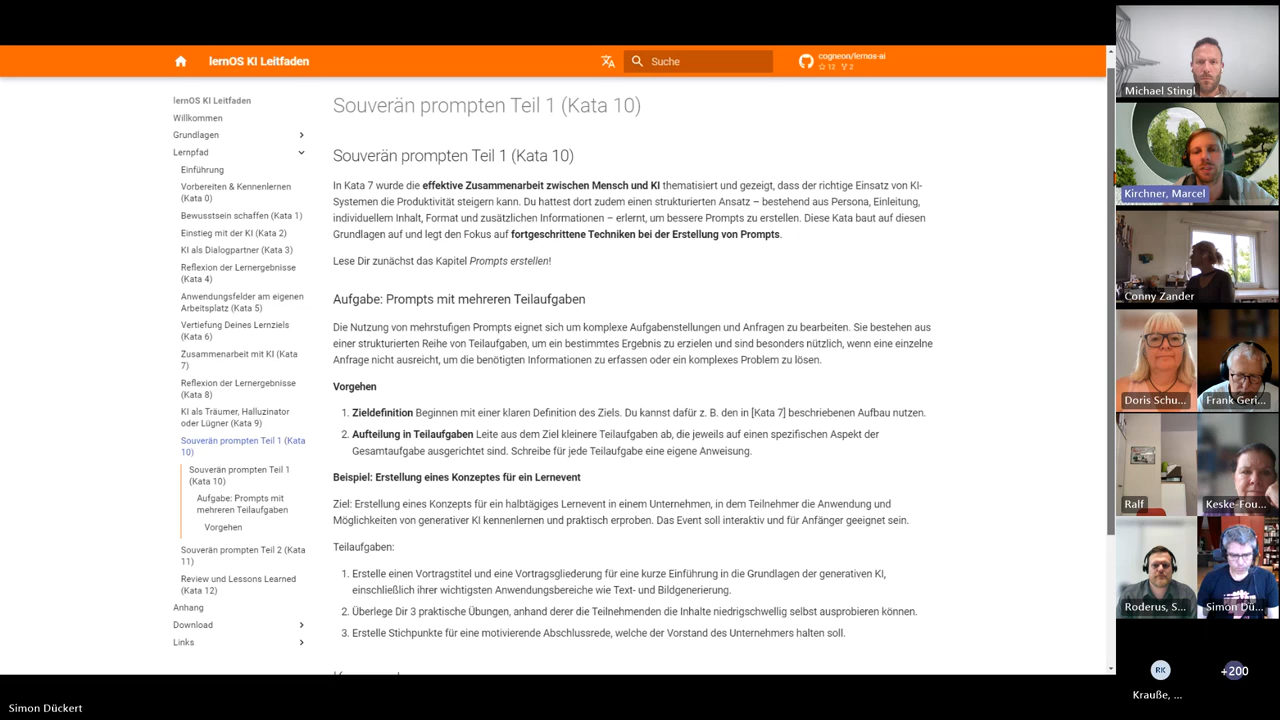 lernOS KI Leitfaden
Suche
cogneon/lernos-ai
12 2
lernOS KI Leitfaden
Willkommen
Grundlagen
Lernpfad
Einführung
Vorbereiten & Kennenlernen
(Kata 0)
Bewusstsein schaffen (Kata 1)
Einstieg mit der KI (Kata 2)
KI als Dialogpartner (Kata 3)
Reflexion der Lernergebnisse
(Kata 4)
Anwendungsfelder am eigenen
Arbeitsplatz (Kata 5)
Vertiefung Deines Lernziels
(Kata 6)
Zusammenarbeit mit KI (Kata
7)
Reflexion der Lernergebnisse
(Kata 8)
KI als Träumer, Halluzinator
oder Lügner (Kata 9)
Souverän prompten Teil 1 (Kata
10)
Souverän prompten Teil 1
(Kata 10)
Aufgabe: Prompts mit
mehreren Teilaufgaben
Vorgehen
Souverän prompten Teil 2 (Kata
11)
Review und Lessons Learned
(Kata 12)
Anhang
Download
Links
Souverän prompten Teil 1 (Kata 10)
Souverän prompten Teil 1 (Kata 10)
In Kata 7 wurde die effektive Zusammenarbeit zwischen Mensch und KI thematisiert und gezeigt, dass der richtige Einsatz von KI-
Systemen die Produktivität steigern kann. Du hattest dort zudem einen strukturierten Ansatz – bestehend aus Persona, Einleitung,
individuellem Inhalt, Format und zusätzlichen Informationen – erlernt, um bessere Prompts zu erstellen. Diese Kata baut auf diesen
Grundlagen auf und legt den Fokus auf fortgeschrittene Techniken bei der Erstellung von Prompts.
Lese Dir zunächst das Kapitel Prompts erstellen!
Aufgabe: Prompts mit mehreren Teilaufgaben
Die Nutzung von mehrstufigen Prompts eignet sich um komplexe Aufgabenstellungen und Anfragen zu bearbeiten. Sie bestehen aus
einer strukturierten Reihe von Teilaufgaben, um ein bestimmtes Ergebnis zu erzielen und sind besonders nützlich, wenn eine einzelne
Anfrage nicht ausreicht, um die benötigten Informationen zu erfassen oder ein komplexes Problem zu lösen.
Vorgehen
1. Zieldefinition Beginnen mit einer klaren Definition des Ziels. Du kannst dafür z. B. den in [Kata 7] beschriebenen Aufbau nutzen.
2. Aufteilung in Teilaufgaben Leite aus dem Ziel kleinere Teilaufgaben ab, die jeweils auf einen spezifischen Aspekt der
Gesamtaufgabe ausgerichtet sind. Schreibe für jede Teilaufgabe eine eigene Anweisung.
Beispiel: Erstellung eines Konzeptes für ein Lernevent
Ziel: Erstellung eines Konzepts für ein halbtägiges Lernevent in einem Unternehmen, in dem Teilnehmer die Anwendung und
Möglichkeiten von generativer KI kennenlernen und praktisch erproben. Das Event soll interaktiv und für Anfänger geeignet sein.
Teilaufgaben:
1. Erstelle einen Vortragstitel und eine Vortragsgliederung für eine kurze Einführung in die Grundlagen der generativen KI,
einschließlich ihrer wichtigsten Anwendungsbereiche wie Text- und Bildgenerierung.
2. Überlege Dir 3 praktische Übungen, anhand derer die Teilnehmenden die Inhalte niedrigschwellig selbst ausprobieren können.
3. Erstelle Stichpunkte für eine motivierende Abschlussrede, welche der Vorstand des Unternehmens halten soll.
Michael Stingl
Kirchner, Marcel
Conny Zander
Doris Schu...
Frank Geri...
Ralf
Keske-Fou...
Roderus, S...
Simon Dü...
RK
+200
Krauße, ...
Simon Dückert